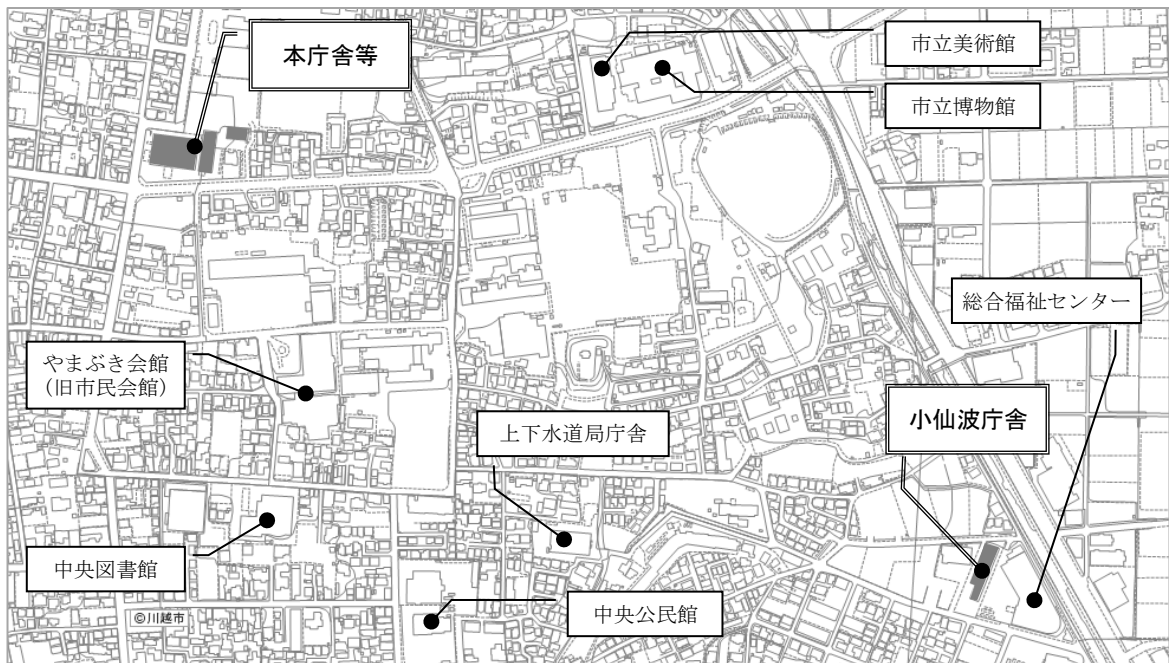 本庁舎等
市立美術館
市立博物館
総合福祉センター
やまぶき会館
(旧市民会館)
小仙波庁舎
上下水道局庁舎
中央図書館
中央公民館
©川越市